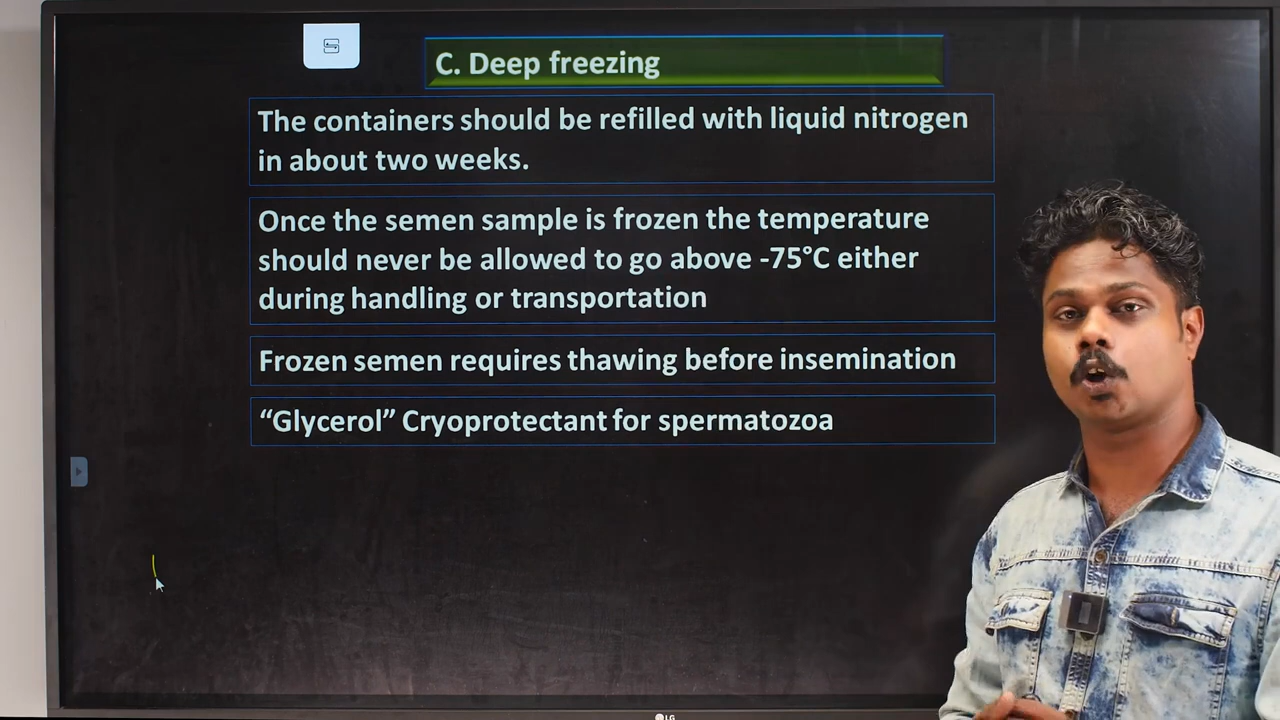 C. Deep freezing
The containers should be refilled with liquid nitrogen
in about two weeks.
Once the semen sample is frozen the temperature
should never be allowed to go above -75°C either
during handling or transportation
Frozen semen requires thawing before insemination
“Glycerol” Cryoprotectant for spermatozoa
LG